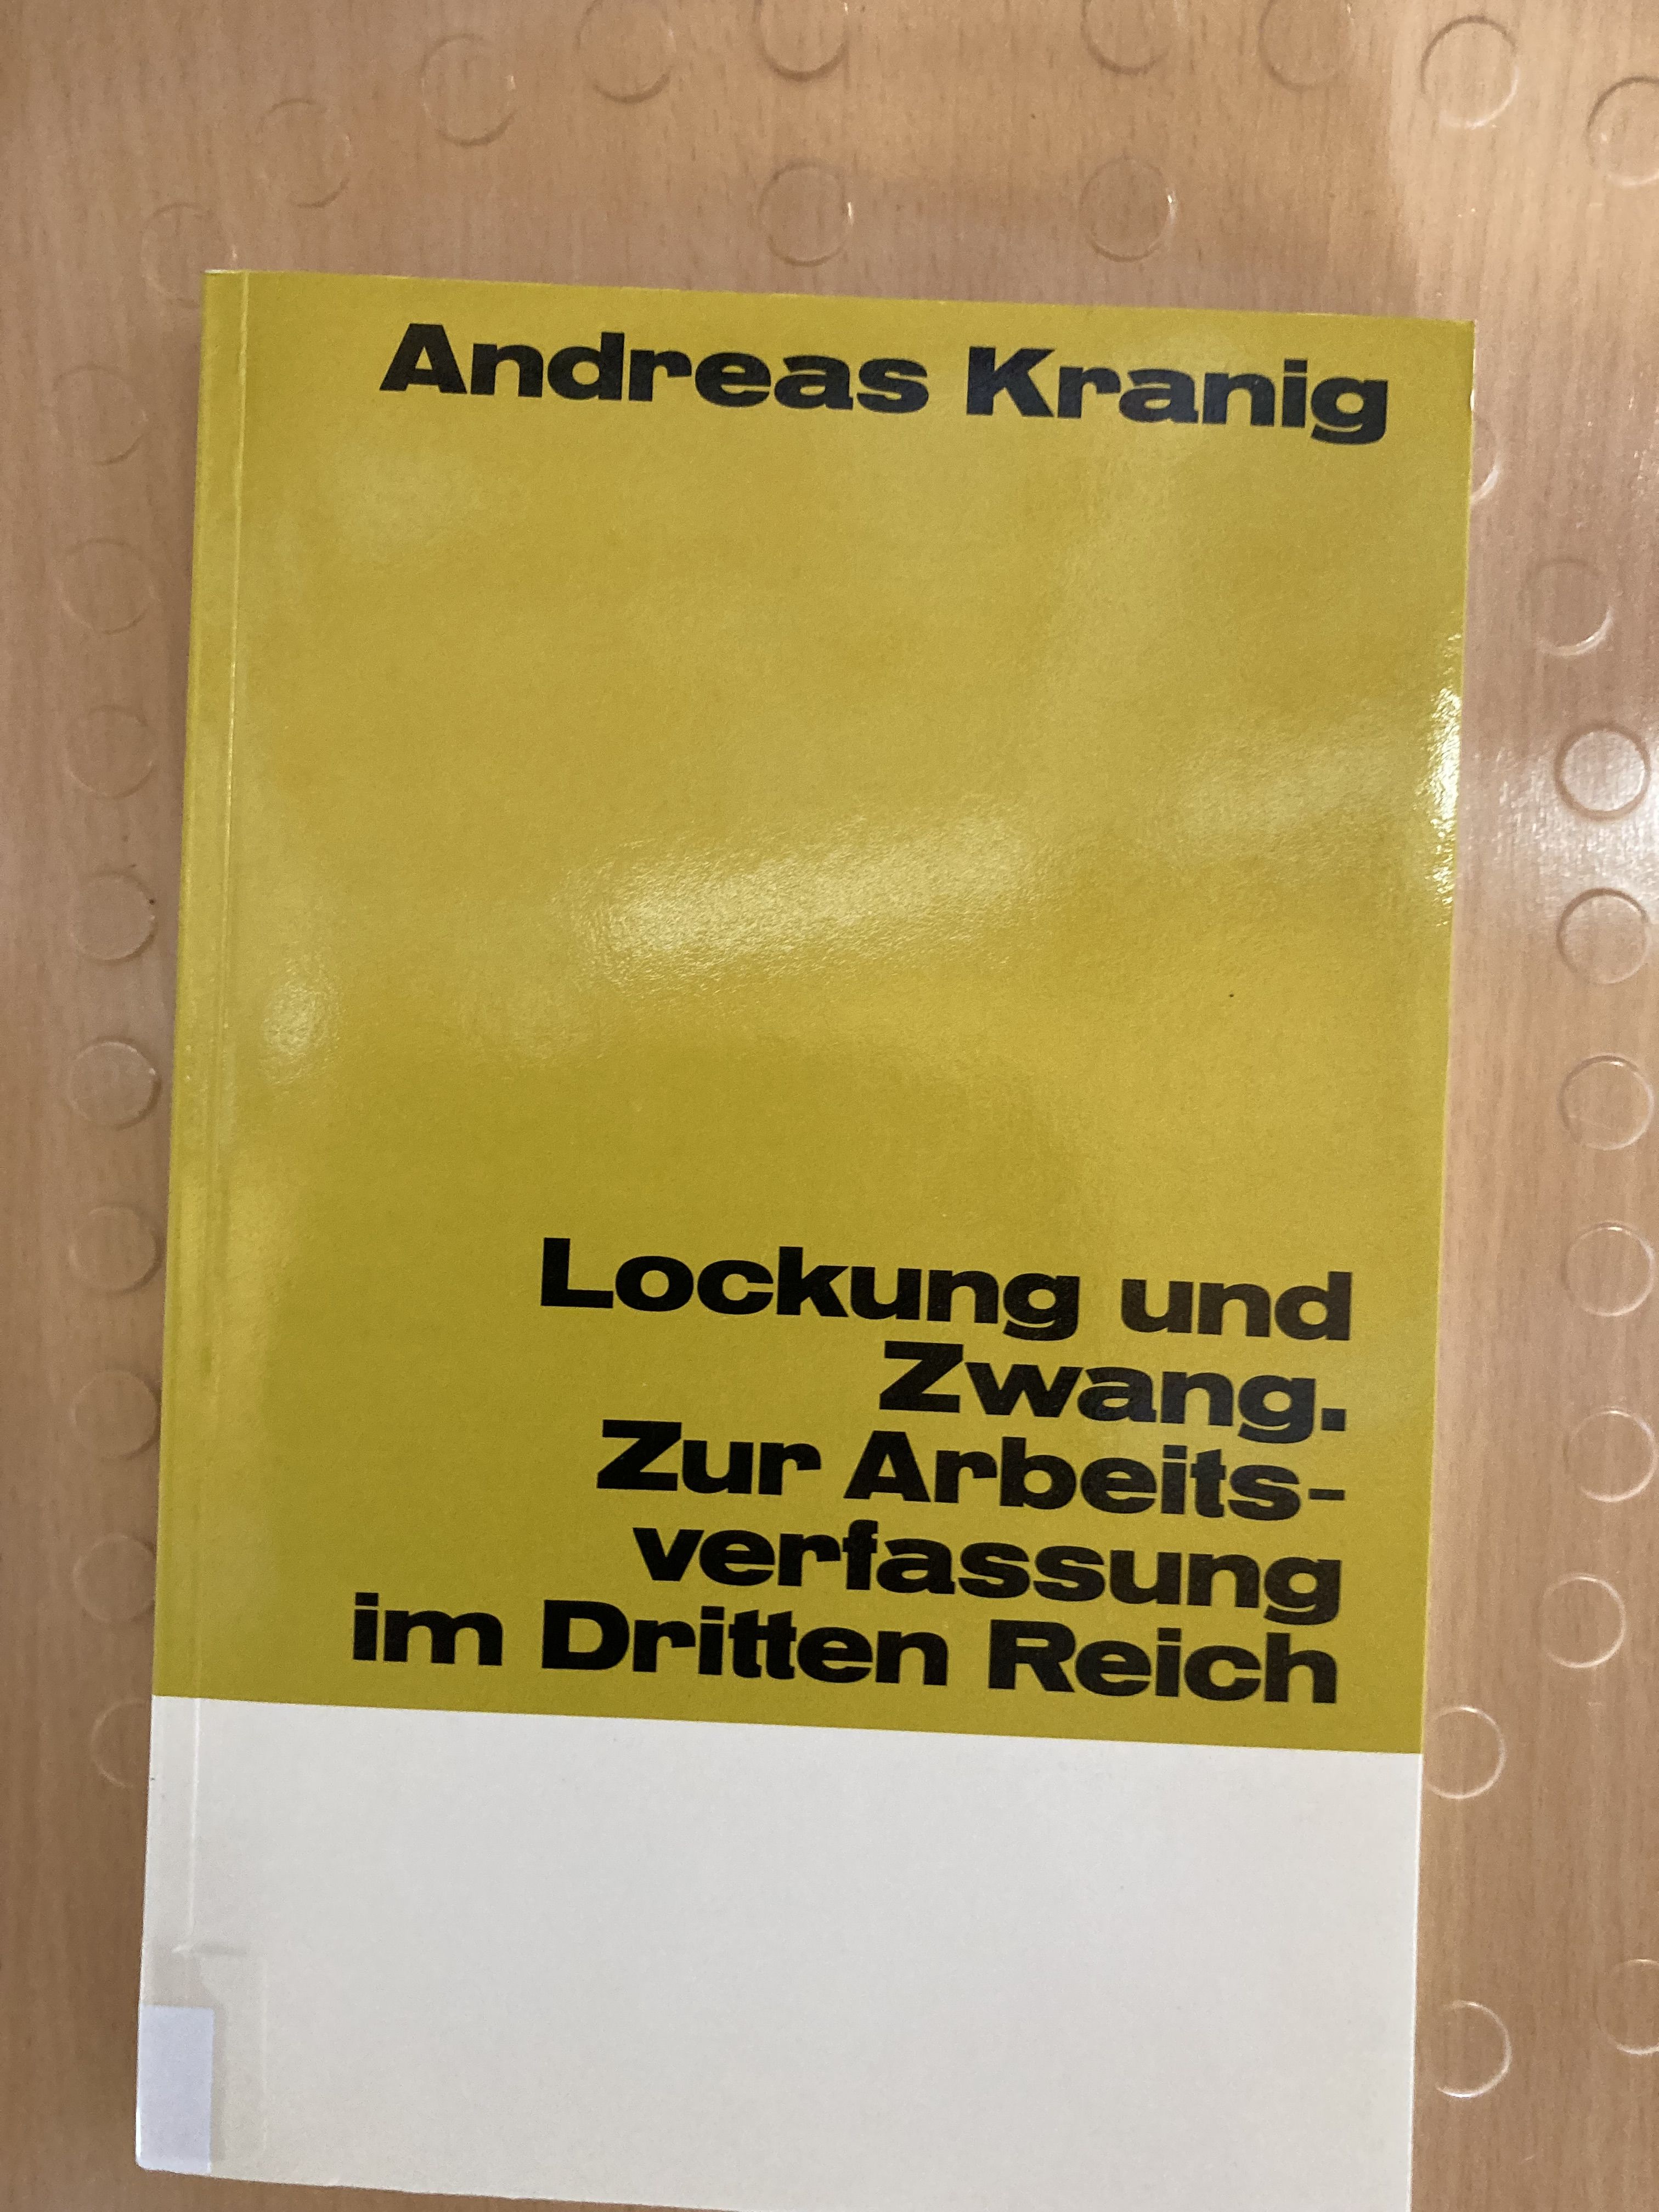 Andreas Kranig
Lockung und
Zwang.
Zur Arbeits-
verfassung
im Dritten Reich